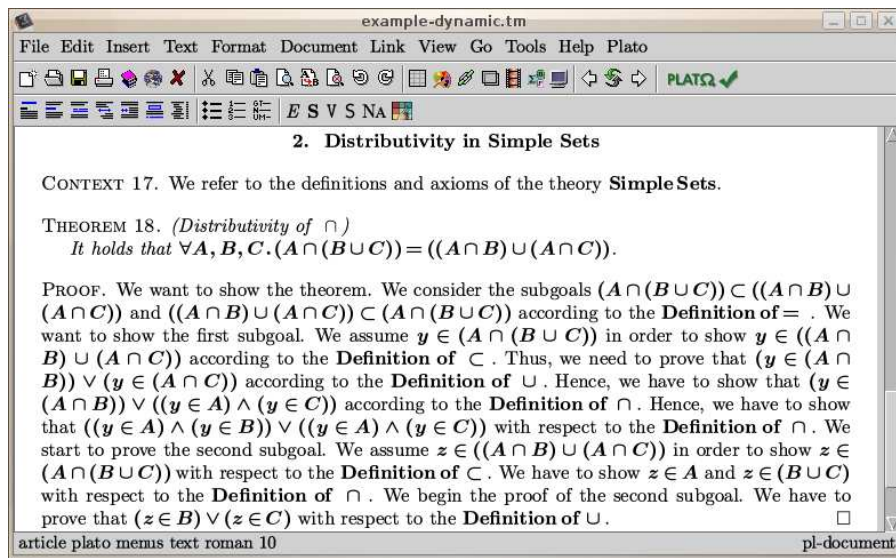 example-dynamic.tm
File Edit Insert Text Format Document Link View Go Tools Help Plato
PLATΩ
E S V S NA
2. Distributivity in Simple Sets
CONTEXT 17. We refer to the definitions and axioms of the theory Simple Sets.
THEOREM 18. (Distributivity of ∩)
It holds that ∀A, B, C.(A ∩ (B ∪ C)) = ((A ∩ B) ∪ (A ∩ C)).
PROOF. We want to show the theorem. We consider the subgoals (A ∩ (B ∪ C)) ⊂ ((A ∩ B) ∪
(A ∩ C)) and ((A ∩ B) ∪ (A ∩ C)) ⊂ (A ∩ (B ∪ C)) according to the Definition of = . We
want to show the first subgoal. We assume y ∈ (A ∩ (B ∪ C)) in order to show y ∈ ((A ∩
B) ∪ (A ∩ C)) according to the Definition of ⊂ . Thus, we need to prove that (y ∈ (A ∩
B)) ∨ (y ∈ (A ∩ C)) according to the Definition of ∪ . Hence, we have to show that (y ∈
(A ∩ B)) ∨ ((y ∈ A) ∧ (y ∈ C)) according to the Definition of ∩ . Hence, we have to show
that ((y ∈ A) ∧ (y ∈ B)) ∨ ((y ∈ A) ∧ (y ∈ C)) with respect to the Definition of ∩ . We
start to prove the second subgoal. We assume z ∈ ((A ∩ B) ∪ (A ∩ C)) in order to show z ∈
(A ∩ (B ∪ C)) with respect to the Definition of ⊂ . We have to show z ∈ A and z ∈ (B ∪ C)
with respect to the Definition of ∩ . We begin the proof of the second subgoal. We have to
prove that (z ∈ B) ∨ (z ∈ C) with respect to the Definition of ∪ . □
article plato menus text roman 10 pl-document